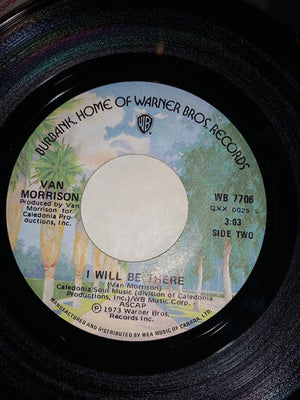 BURBANK, HOME OF WARNER BROS. RECORDS
WB
VAN
MORRISON
Produced by Van
Morrison for
Caledonia Pro-
ductions, Inc.
WB 7706
QXX 0025 S
3:03
SIDE TWO
I WILL BE THERE
(Van Morrison)
Caledonia Soul Music (division of Caledonia
Productions, Inc.)/WB Music Corp.
ASCAP
© 1973 Warner Bros.
Records Inc.
MANUFACTURED AND DISTRIBUTED BY WEA MUSIC OF CANADA, LTD.